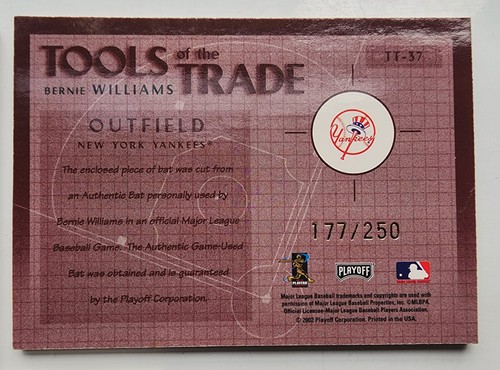 TOOLS of the TRADE
TT-37
BERNIE WILLIAMS
OUTFIELD
NEW YORK YANKEES®
Yankees
The enclosed piece of bat was cut from
an Authentic Bat personally used by
Bernie Williams in an official Major League
Baseball Game. The Authentic Game-Used
Bat was obtained and is guaranteed
by the Playoff Corporation.
177/250
PLAYERS
PLAYOFF
Major League Baseball trademarks and copyrights are used with
permission of Major League Baseball Properties, Inc. ©MLBPA
Official Licensee-Major League Baseball Players Association
© 2002 Playoff Corporation. Printed in the USA.